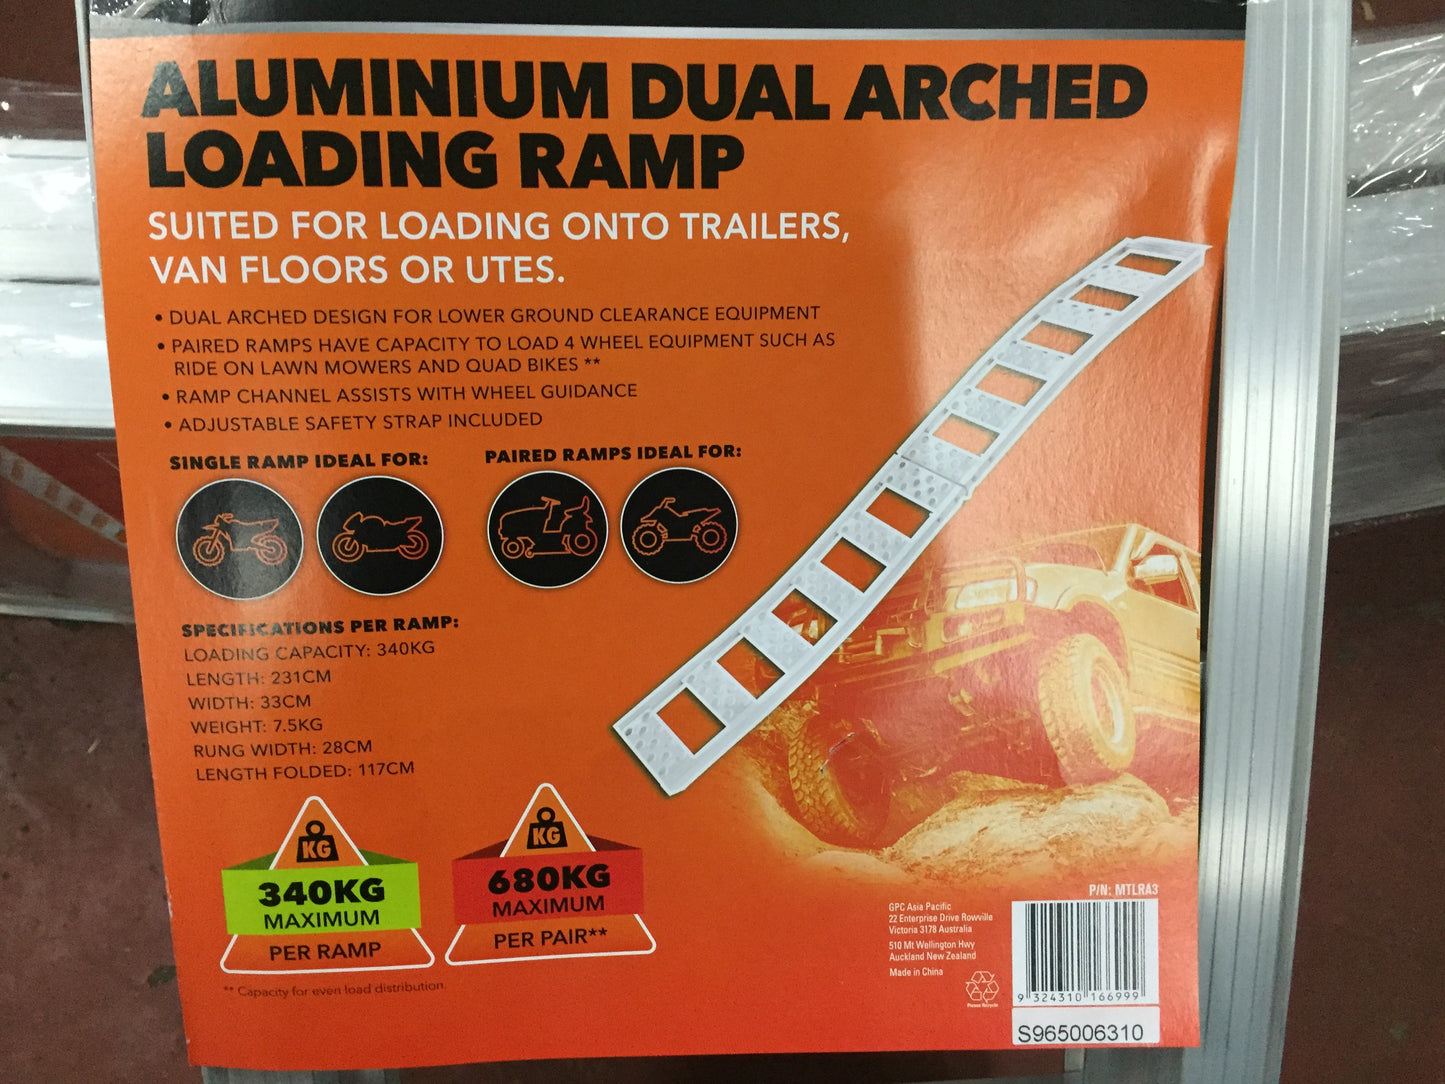 ALUMINIUM DUAL ARCHED
LOADING RAMP
SUITED FOR LOADING ONTO TRAILERS,
VAN FLOORS OR UTES.
• DUAL ARCHED DESIGN FOR LOWER GROUND CLEARANCE EQUIPMENT
• PAIRED RAMPS HAVE CAPACITY TO LOAD 4 WHEEL EQUIPMENT SUCH AS
RIDE ON LAWN MOWERS AND QUAD BIKES **
• RAMP CHANNEL ASSISTS WITH WHEEL GUIDANCE
• ADJUSTABLE SAFETY STRAP INCLUDED
SINGLE RAMP IDEAL FOR:
PAIRED RAMPS IDEAL FOR:
SPECIFICATIONS PER RAMP:
LOADING CAPACITY: 340KG
LENGTH: 231CM
WIDTH: 33CM
WEIGHT: 7.5KG
RUNG WIDTH: 28CM
LENGTH FOLDED: 117CM
KG
340KG
MAXIMUM
PER RAMP
KG
680KG
MAXIMUM
PER PAIR**
** Capacity for even load distribution.
P/N: MTLRA3
GPC Asia Pacific
22 Enterprise Drive Rowville
Victoria 3178 Australia
510 Mt Wellington Hwy
Auckland New Zealand
Made in China
Please Recycle
9 324310 166999
S965006310